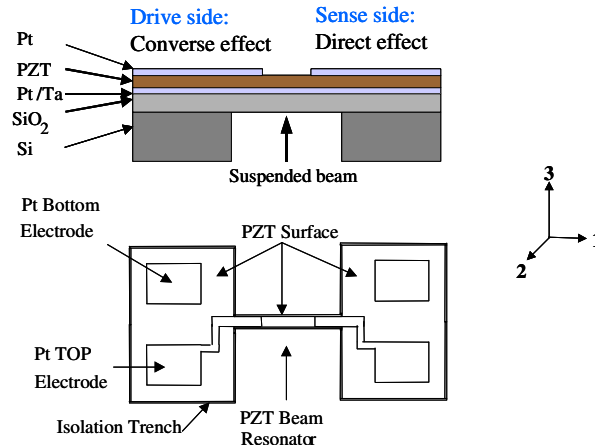 Drive side:
Converse effect
Sense side:
Direct effect
Pt
PZT
Pt /Ta
SiO2
Si
Suspended beam
3
1
2
Pt Bottom
Electrode
PZT Surface
Pt TOP
Electrode
Isolation Trench
PZT Beam
Resonator